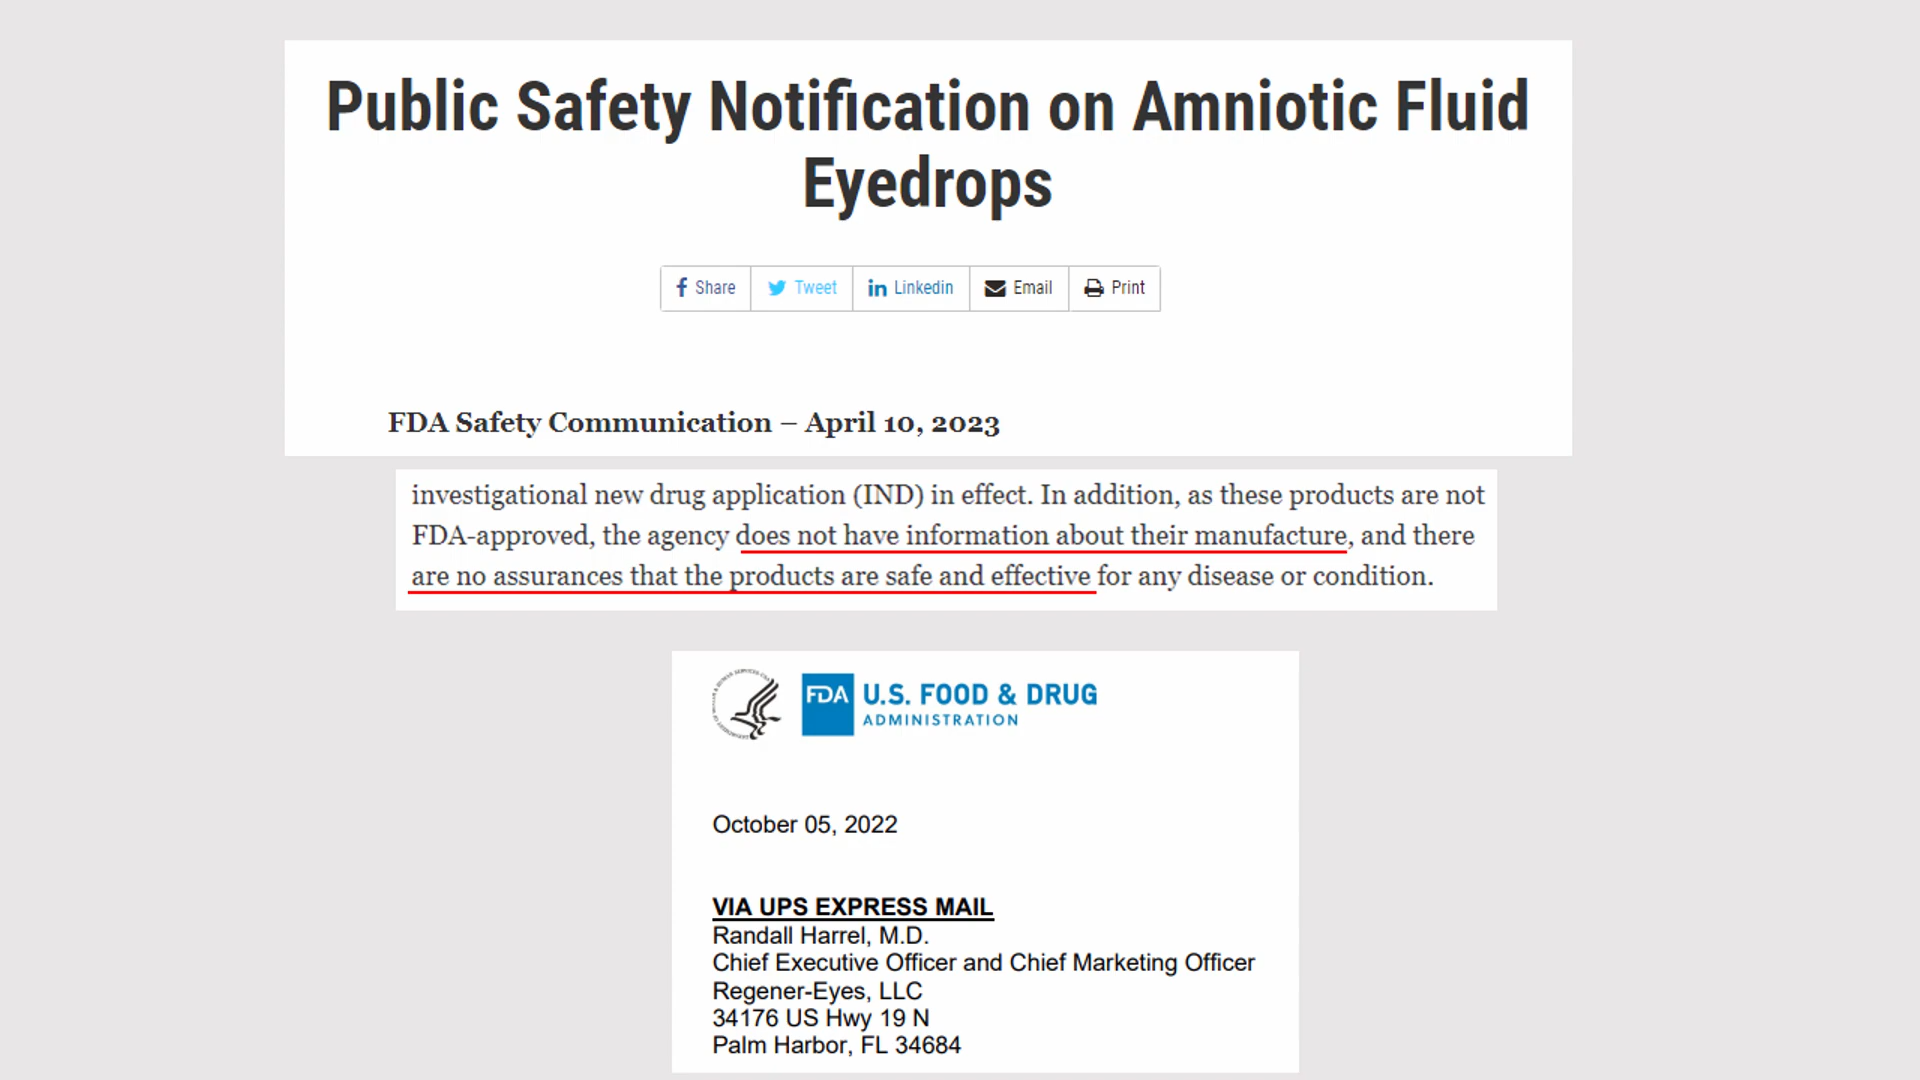 Public Safety Notification on Amniotic Fluid
Eyedrops
Share Tweet Linkedin Email Print
FDA Safety Communication – April 10, 2023
investigational new drug application (IND) in effect. In addition, as these products are not
FDA-approved, the agency does not have information about their manufacture, and there
are no assurances that the products are safe and effective for any disease or condition.
FDA U.S. FOOD & DRUG
ADMINISTRATION
October 05, 2022
VIA UPS EXPRESS MAIL
Randall Harrel, M.D.
Chief Executive Officer and Chief Marketing Officer
Regener-Eyes, LLC
34176 US Hwy 19 N
Palm Harbor, FL 34684